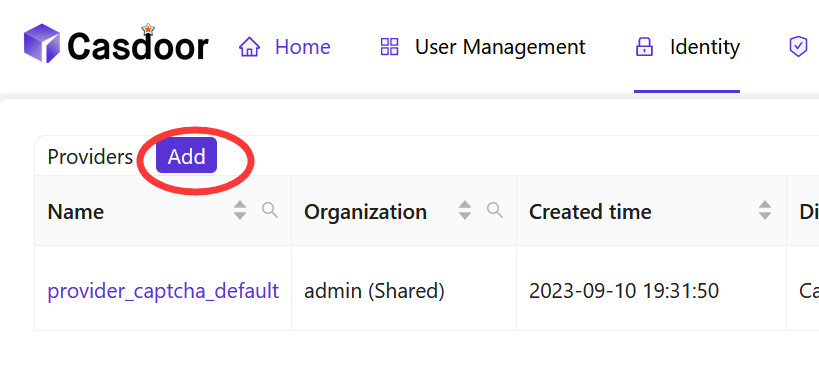 Casdoor Home User Management Identity
Providers Add
Name Organization Created time Di
provider_captcha_default admin (Shared) 2023-09-10 19:31:50 Ca